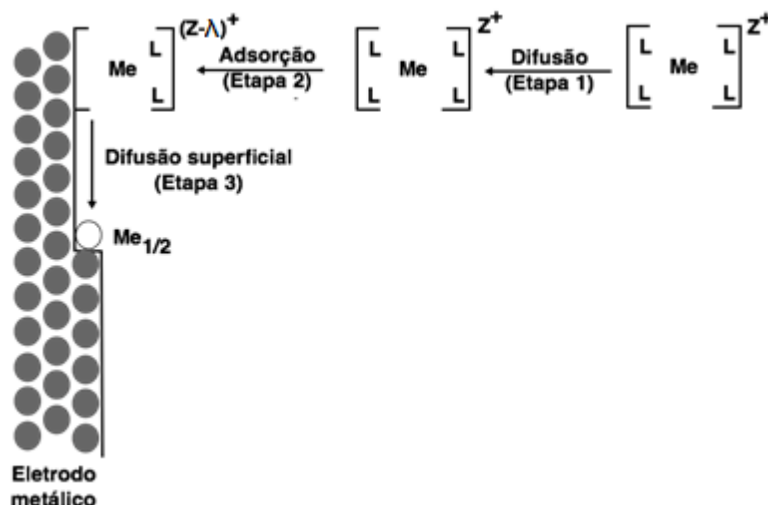 (Z-λ)+
Z+
Z+
L
Me
L
Adsorção
(Etapa 2)
L
L
Me
L
L
Difusão
(Etapa 1)
L
L
Me
L
L
Difusão superficial
(Etapa 3)
Me1/2
Eletrodo
metálico